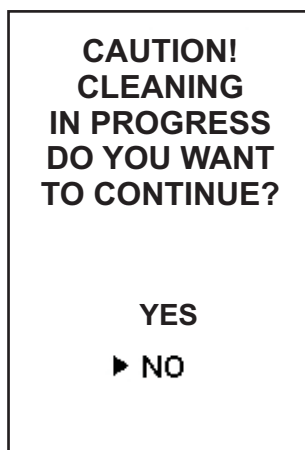 CAUTION!
CLEANING
IN PROGRESS
DO YOU WANT
TO CONTINUE?
YES
NO